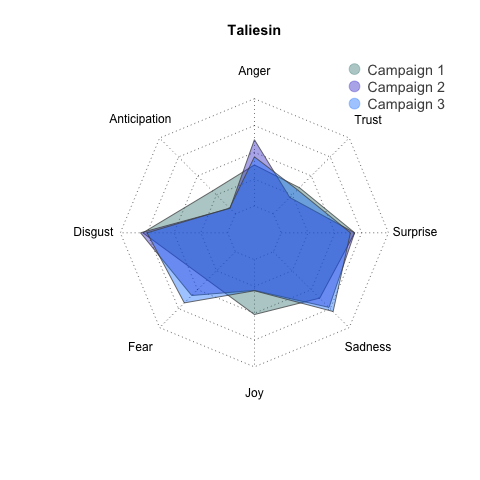 Taliesin
Anger
Campaign 1
Campaign 2
Campaign 3
Anticipation
Trust
Disgust
Surprise
Fear
Sadness
Joy